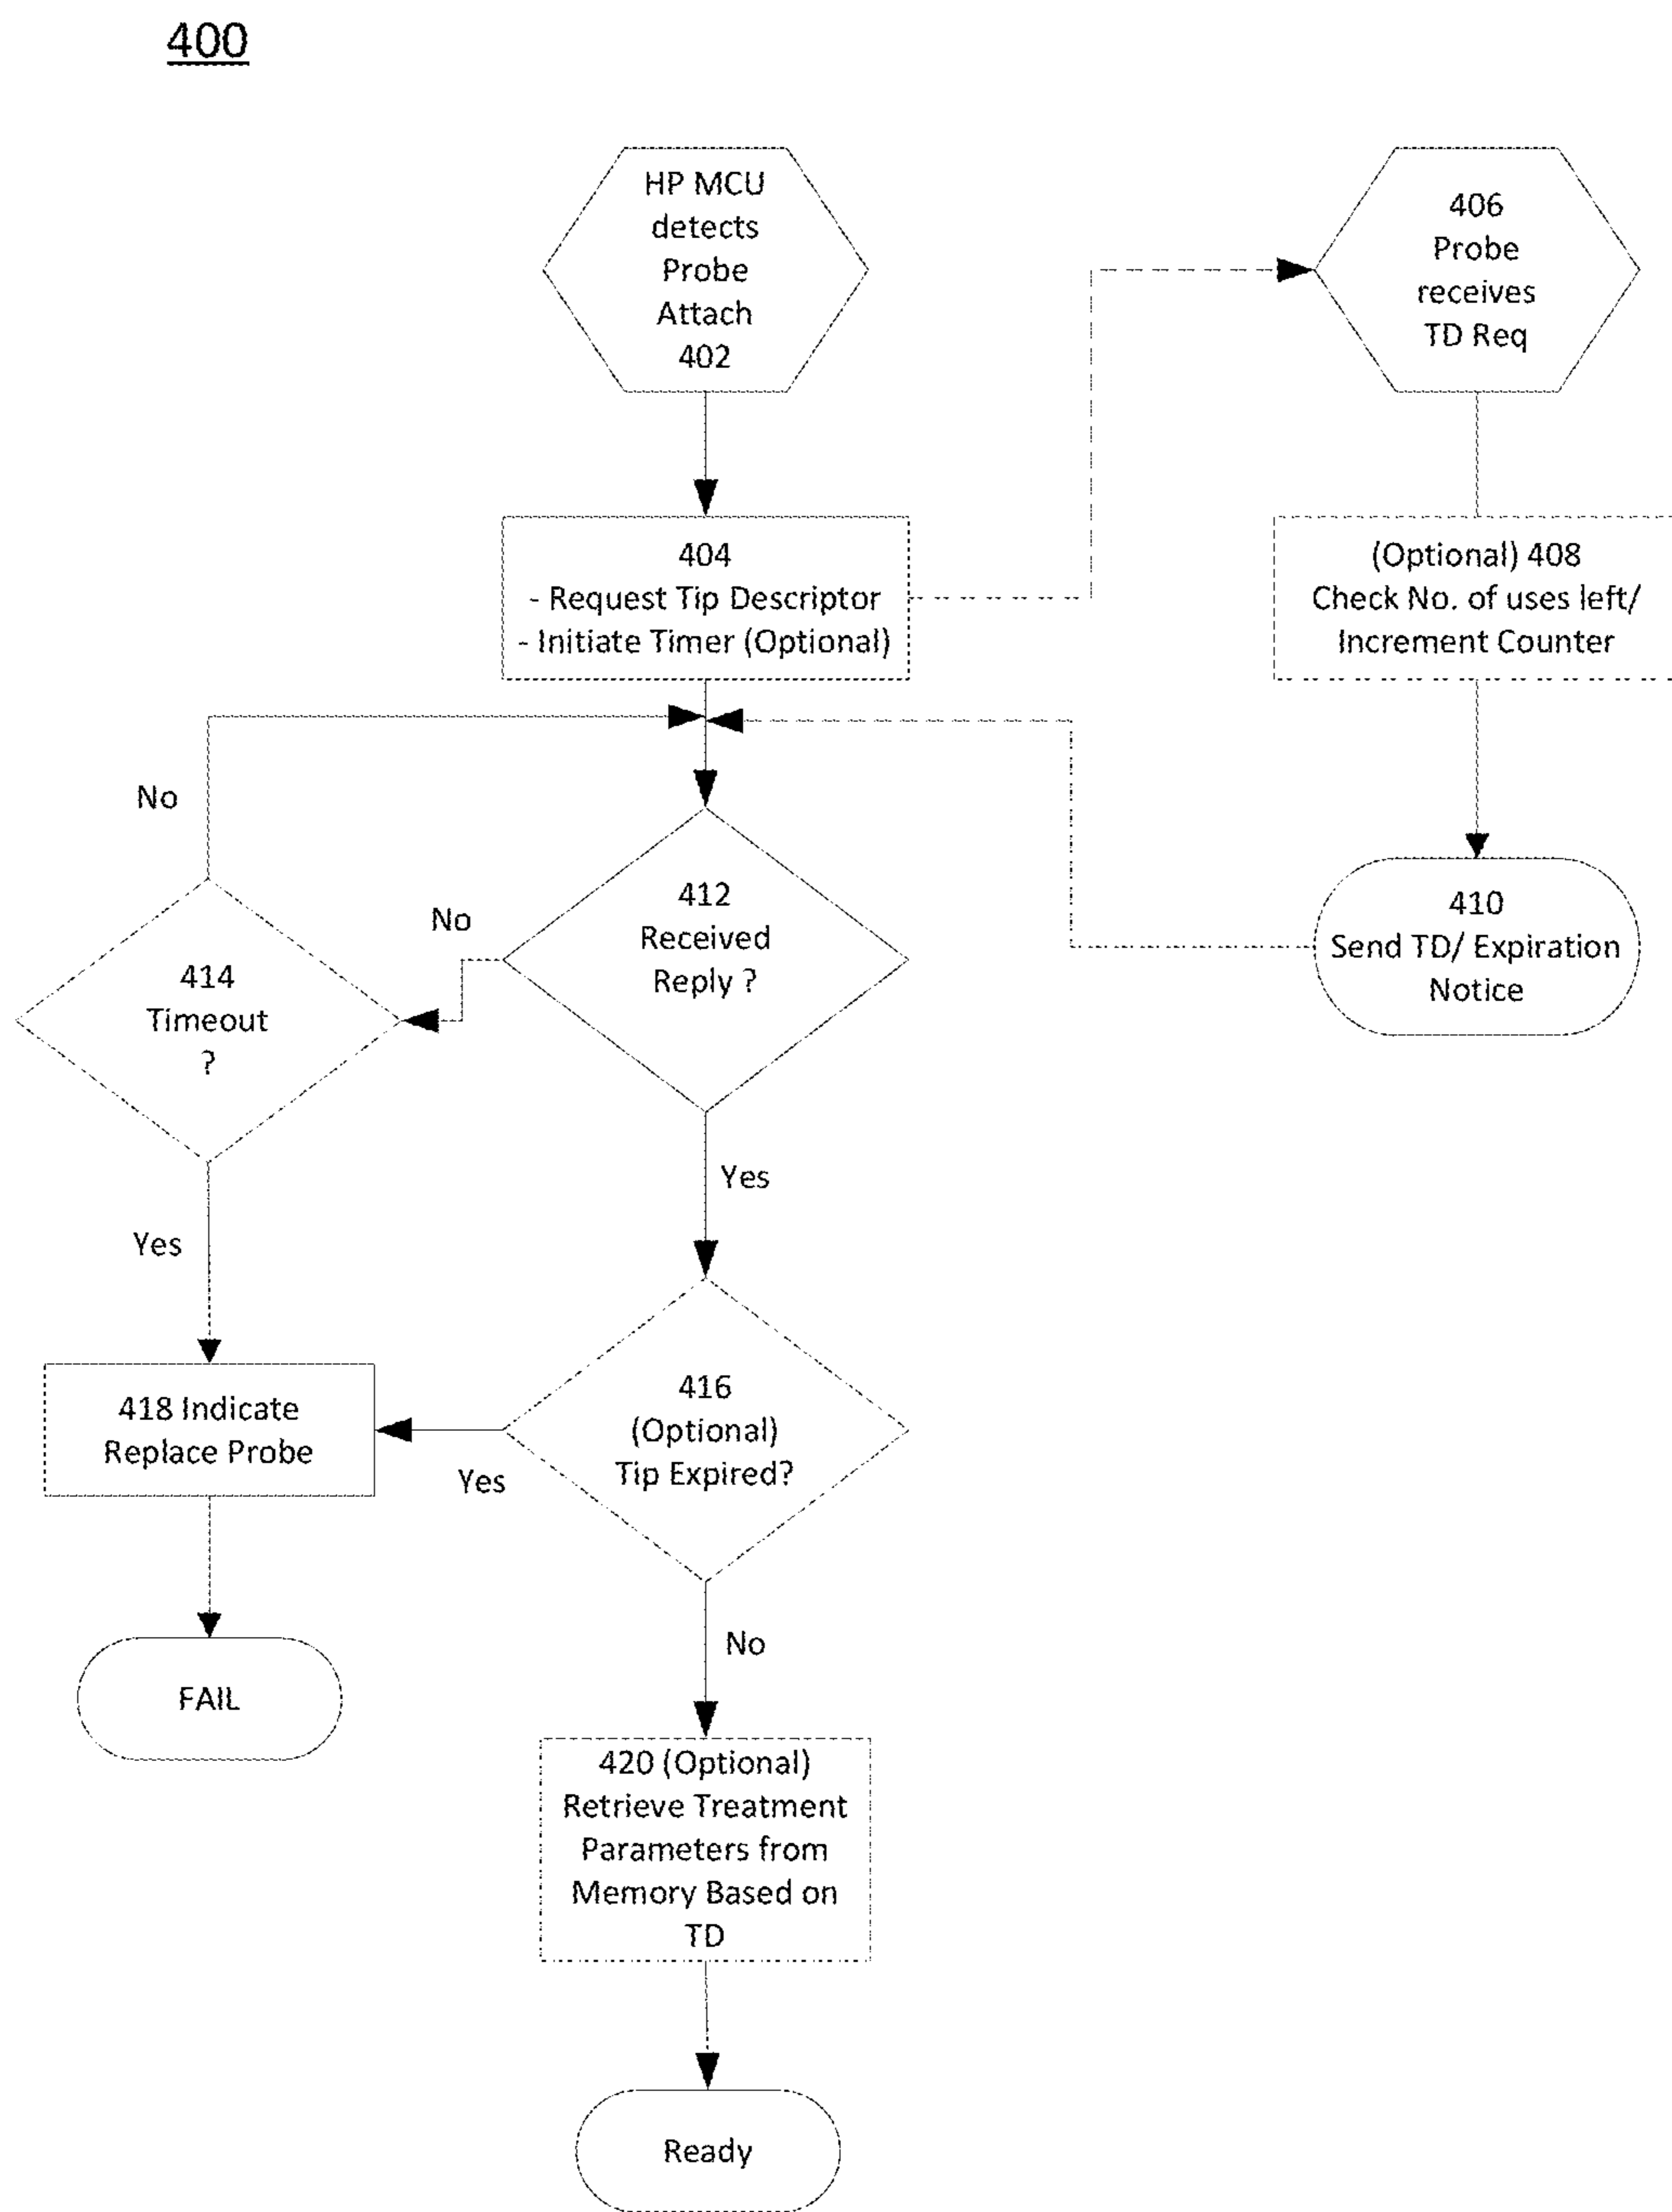 400
HP MCU
detects
Probe
Attach
402
406
Probe
receives
TD Req
404
- Request Tip Descriptor
- Initiate Timer (Optional)
(Optional) 408
Check No. of uses left/
Increment Counter
No
412
Received
Reply ?
No
410
Send TD/ Expiration
Notice
414
Timeout
?
Yes
Yes
418 Indicate
Replace Probe
416
(Optional)
Tip Expired?
Yes
No
FAIL
420 (Optional)
Retrieve Treatment
Parameters from
Memory Based on
TD
Ready